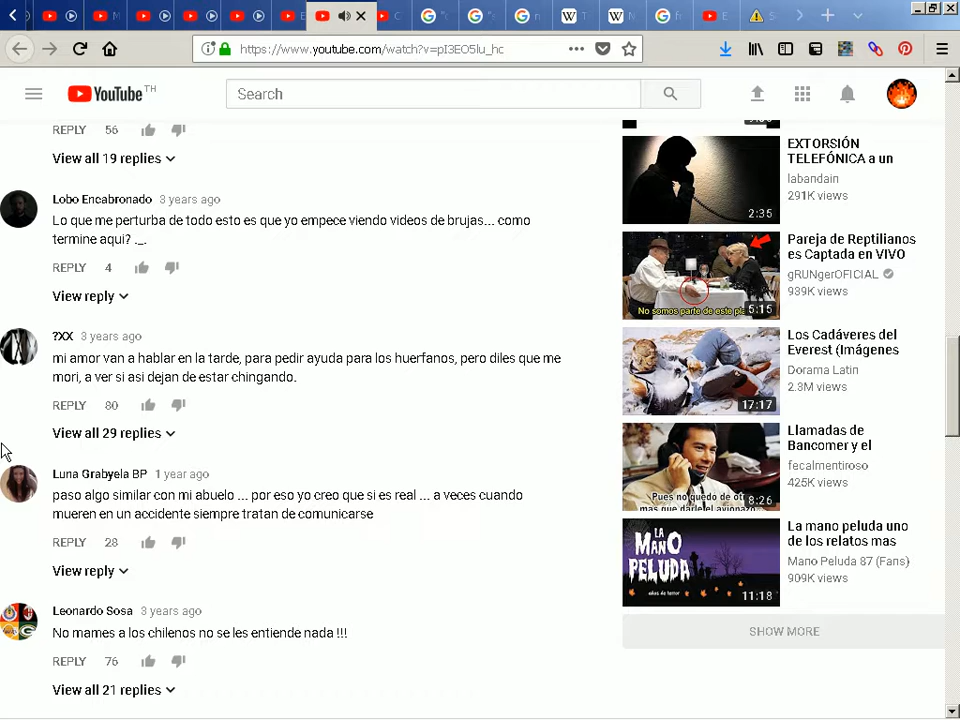 M
E
C
"
"
n
T
N
fr
E
S
https://www.youtube.com/watch?v=pI3EO5lu_hc
YouTube TH
Search
REPLY 56
View all 19 replies
Lobo Encabronado 3 years ago
Lo que me perturba de todo esto es que yo empece viendo videos de brujas... como
termine aqui? ._.
REPLY 4
View reply
?XX 3 years ago
mi amor van a hablar en la tarde, para pedir ayuda para los huerfanos, pero diles que me
mori, a ver si asi dejan de estar chingando.
REPLY 80
View all 29 replies
Luna Grabyela BP 1 year ago
paso algo similar con mi abuelo ... por eso yo creo que si es real ... a veces cuando
mueren en un accidente siempre tratan de comunicarse
REPLY 28
View reply
Leonardo Sosa 3 years ago
No mames a los chilenos no se les entiende nada !!!
REPLY 76
View all 21 replies
EXTORSIÓN
TELEFÓNICA a un
labandain
291K views
2:35
Pareja de Reptilianos
es Captada en VIVO
gRUNgerOFICIAL
939K views
No somos parte de este pla
5:15
Los Cadáveres del
Everest (Imágenes
Dorama Latin
2.3M views
17:17
Llamadas de
Bancomer y el
fecalmentiroso
425K views
Pues no quedo de otr
mas que darle el avionazo
8:26
La mano peluda uno
de los relatos mas
Mano Peluda 87 (Fans)
909K views
LA
MANO
PELUDA
años de terror
11:18
SHOW MORE